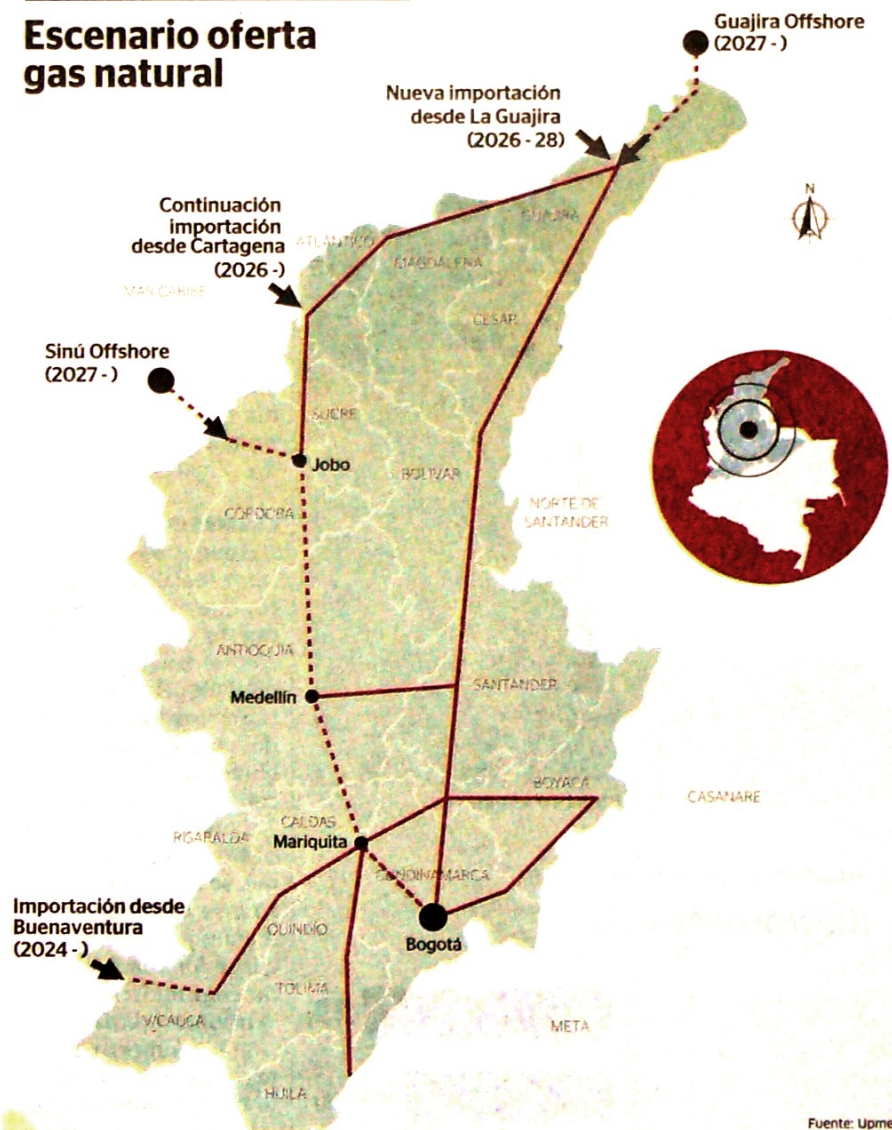 Escenario oferta
gas natural
Guajira Offshore
(2027 - )
Nueva importación
desde La Guajira
(2026 - 28)
N
Continuación
importación
desde Cartagena
(2026 -)
GUAJIRA
ATLÁNTICO
MAGDALENA
MAR CARIBE
CESAR
Sinú Offshore
(2027 - )
SUCRE
Jobo
BOLIVAR
CÓRDOBA
NORTE DE
SANTANDER
ANTIOQUIA
Medellín
SANTANDER
BOYACÁ
CASANARE
CALDAS
RISARALDA
Mariquita
CUNDINAMARCA
Importación desde
Buenaventura
(2024 - )
QUINDÍO
Bogotá
TOLIMA
V/CAUCA
META
HUILA
Fuente: Upme